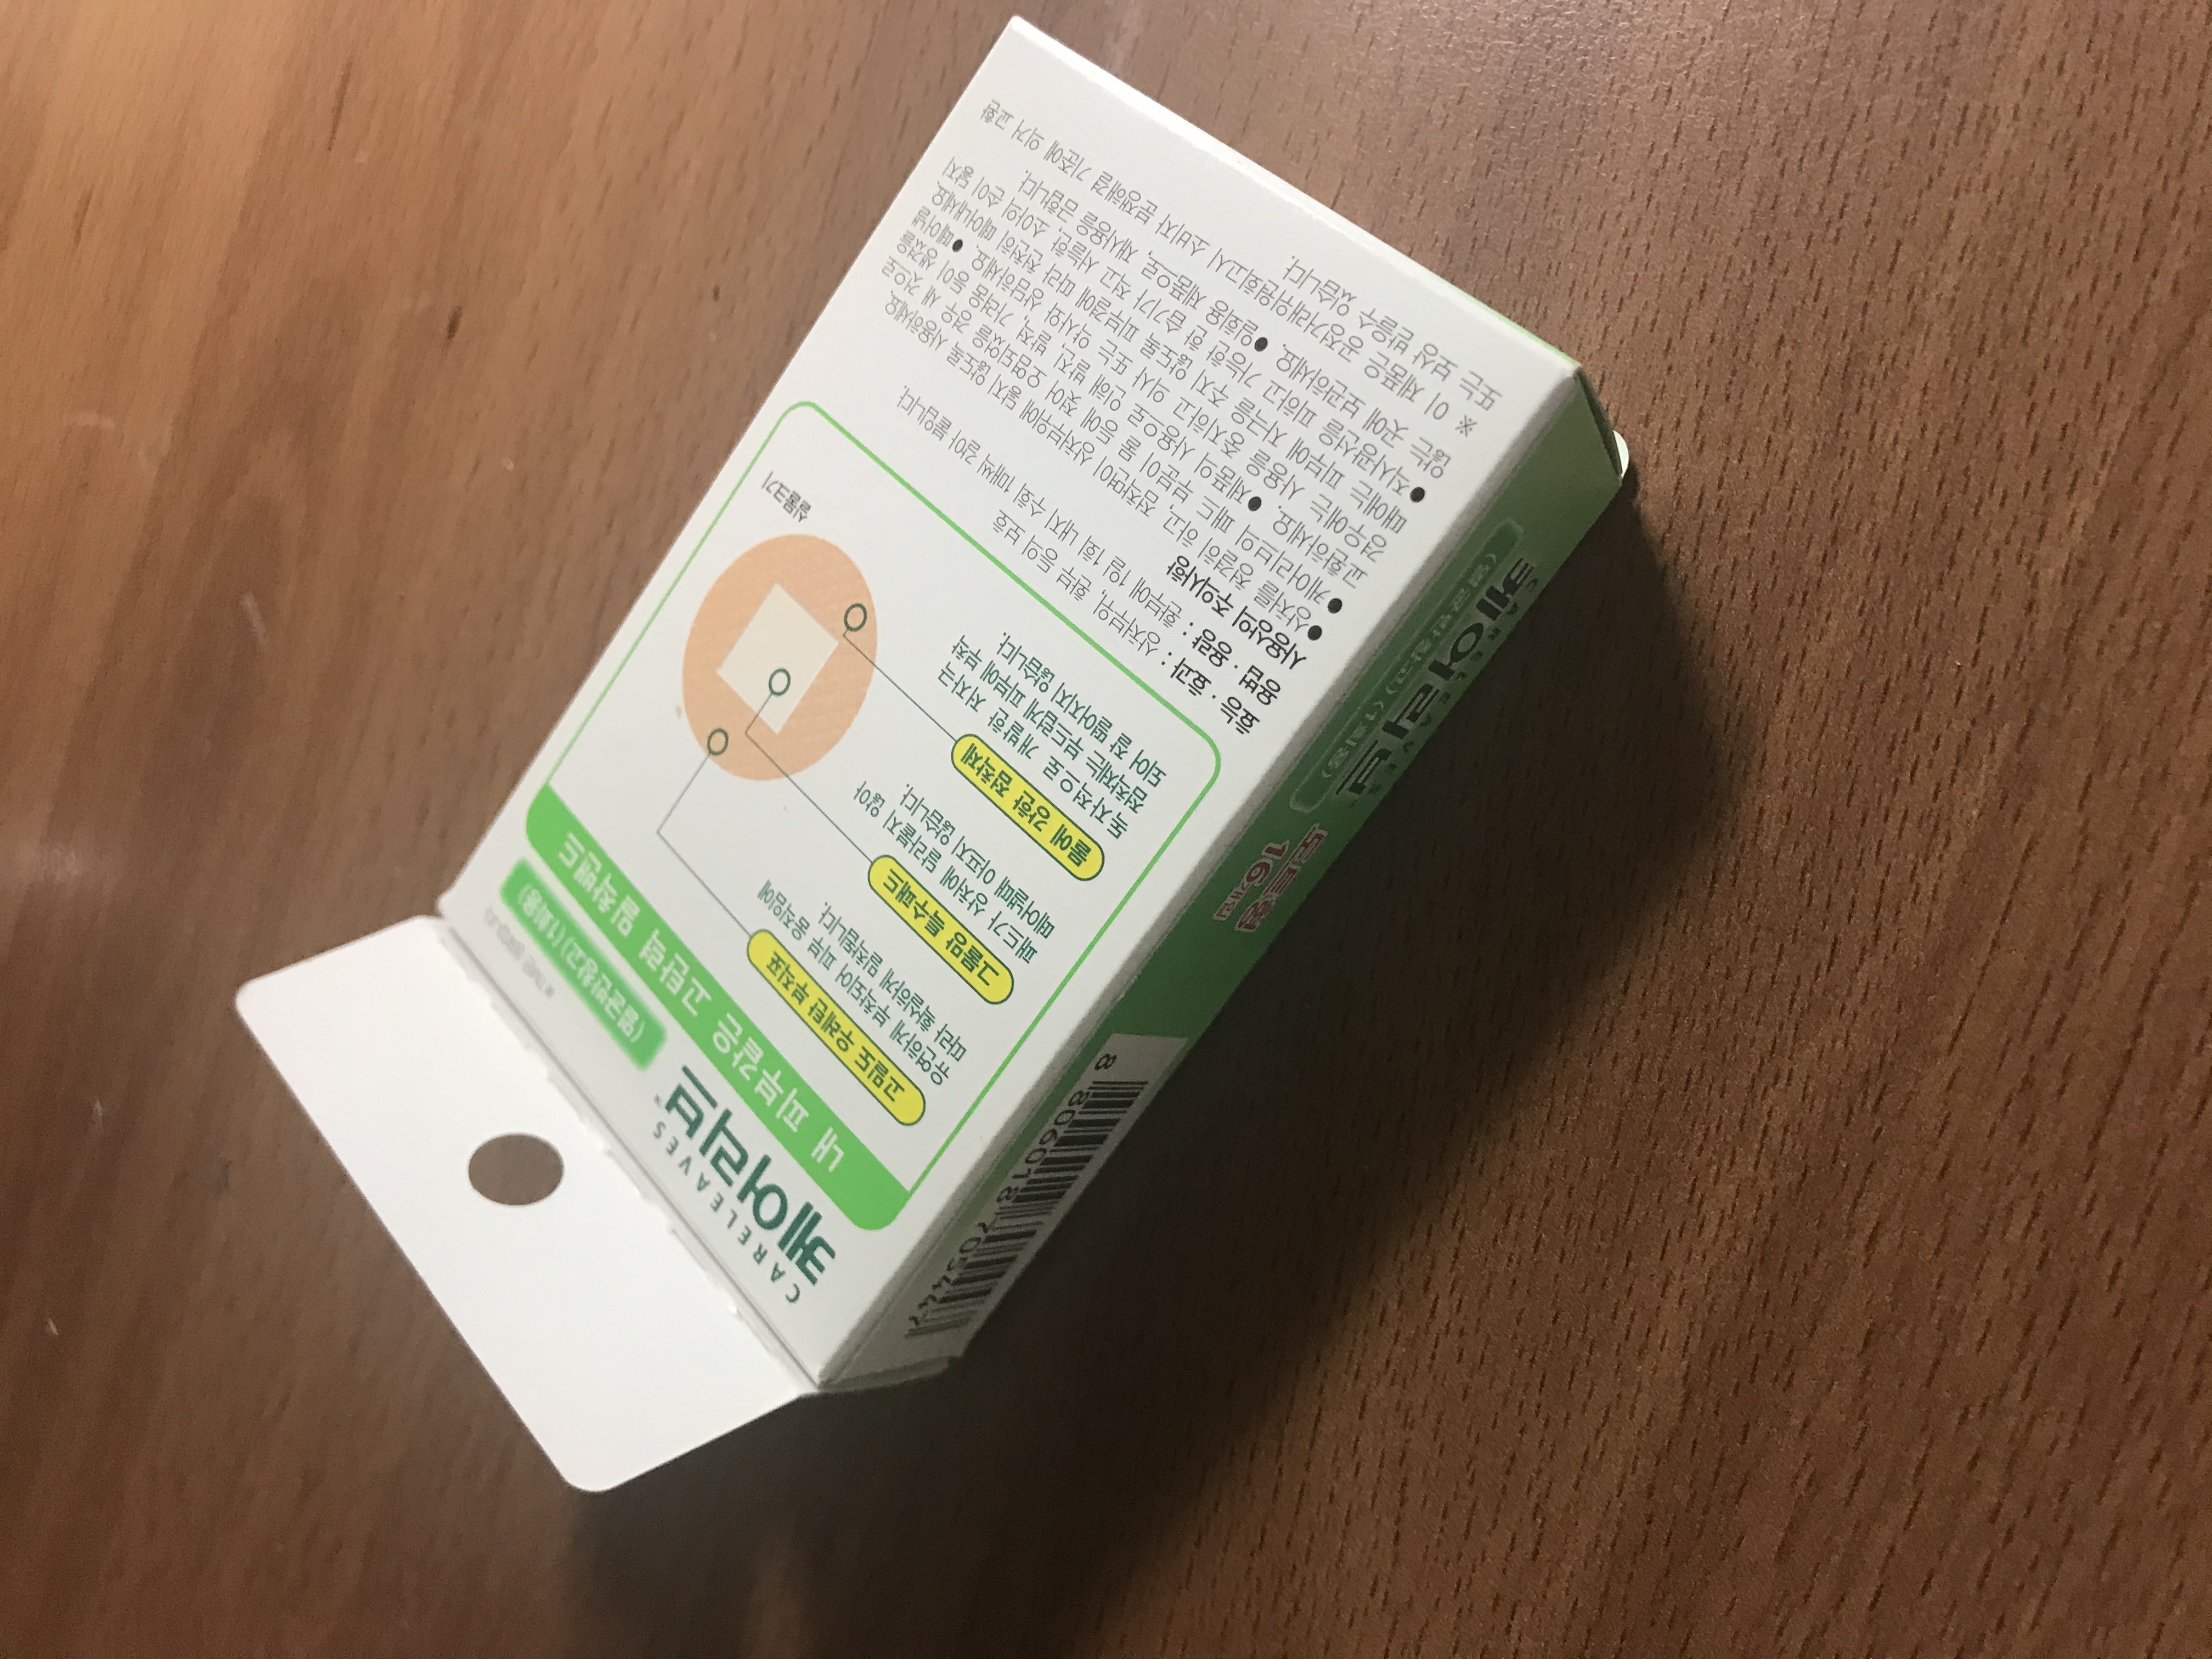 CARELEAVES™
케어리브
(멸균반창고) (1회용)
내 피부같은 고탄력 밀착밴드
고밀도 우레탄 부직포
유연하게 부착되어 피부 움직임에
따라 확실하게 밀착됩니다.
그물망 특수패드
패드가 상처에 달라붙지 않아
떼어낼때 아프지 않습니다.
물에 강한 점착제
독자적으로 개발한 저자극
점착제는 부드럽게 피부에 부착
되어 잘 떨어지지 않습니다.
실물크기
효능 · 효과 : 상처부위, 환부 등의 보호
용법 · 용량 : 환부에 1일 1회 내지 수회 1매씩 갈아 붙입니다.
사용상의 주의사항
●상처를 청결히 하고, 점착면이 상처부위에 닿지 않도록 사용하세요.
●케어리브의 패드 부분이 물 등에 젖어 오염되었을 경우 새 것으로
교환하세요. ●제품의 사용으로 인해 발진, 발적, 가려움 등이 생겼을
경우에는 사용을 중지하고 의사 또는 약사와 상담하세요. ●떼어낼
때에는 피부에 자극을 주지 않도록 피부결에 따라 천천히 떼어내세요.
●직사광선을 피하고 가능한 한 습기가 적고 서늘한, 소아의 손이 닿지
않는 곳에 보관하세요. ●일회용 제품으로, 재사용을 금합니다.
※ 이 제품은 공정거래위원회고시 소비자 분쟁해결 기준에 의거 교환
또는 보상 받을수 있습니다.
CARELEAVES
케어리브
(멸균반창고) (1회용)
도트형
16개입
8
806018